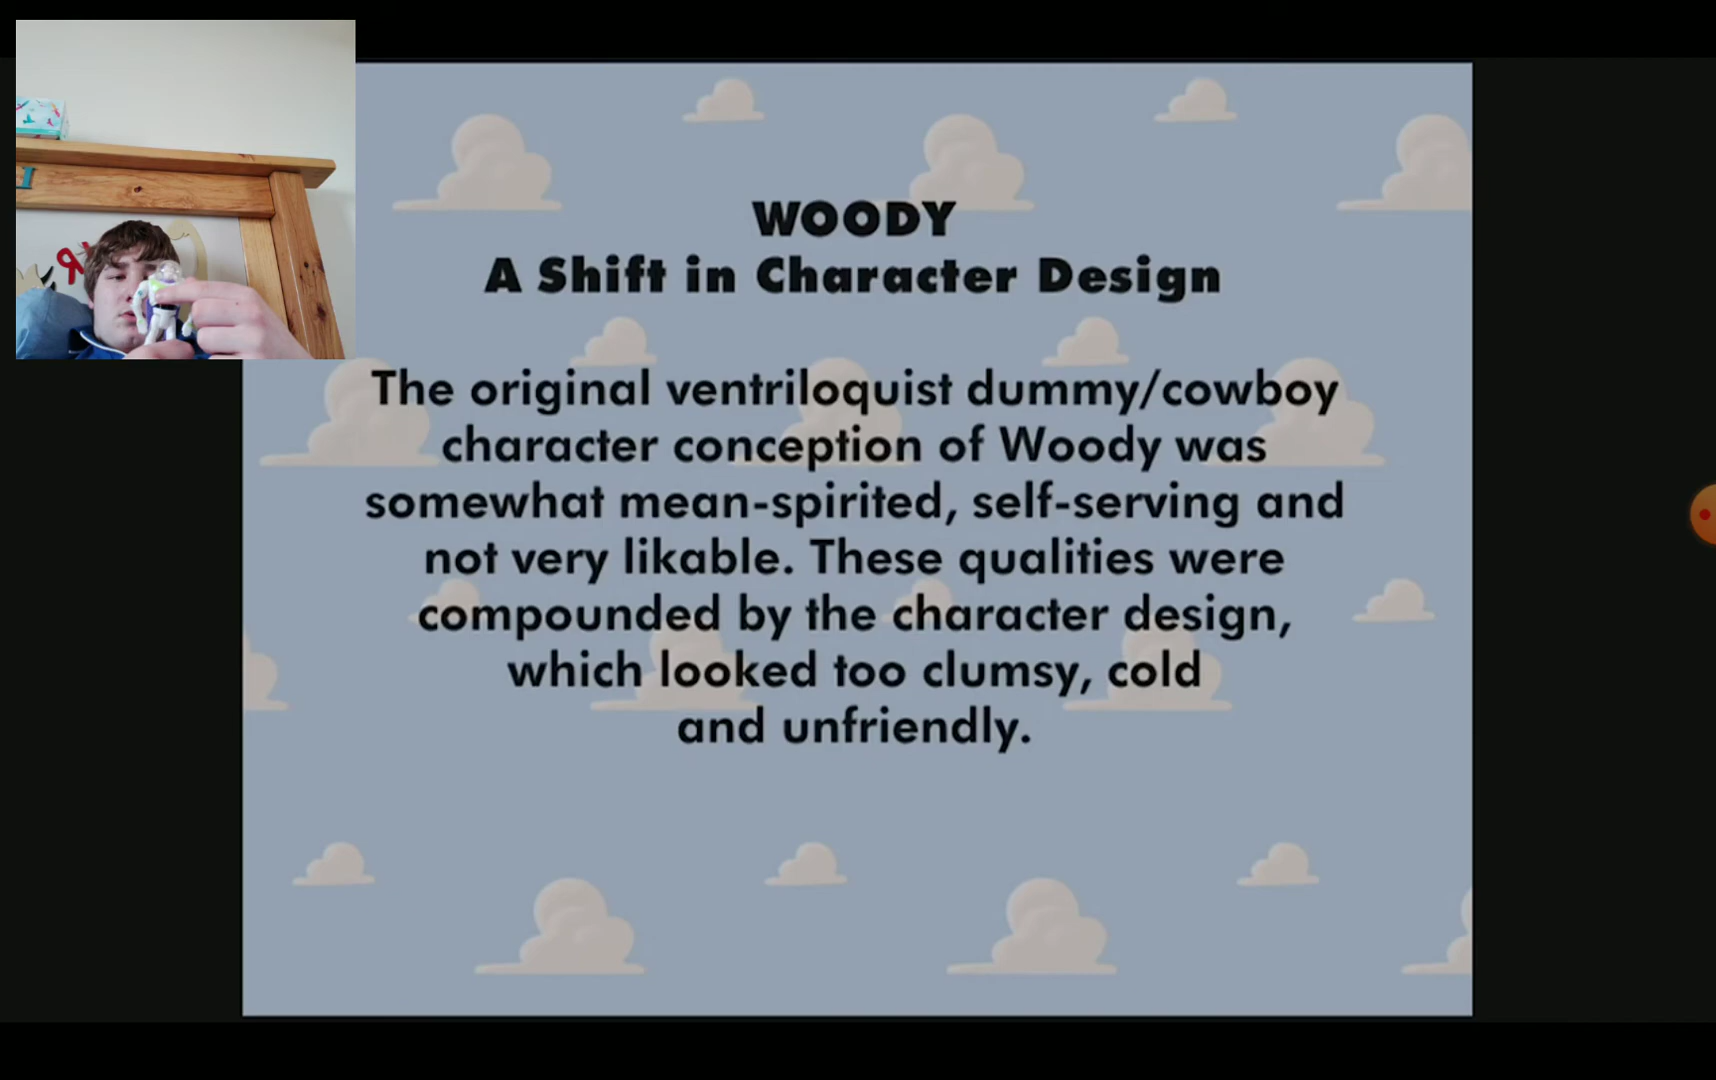 WOODY
A Shift in Character Design
The original ventriloquist dummy/cowboy
character conception of Woody was
somewhat mean-spirited, self-serving and
not very likable. These qualities were
compounded by the character design,
which looked too clumsy, cold
and unfriendly.